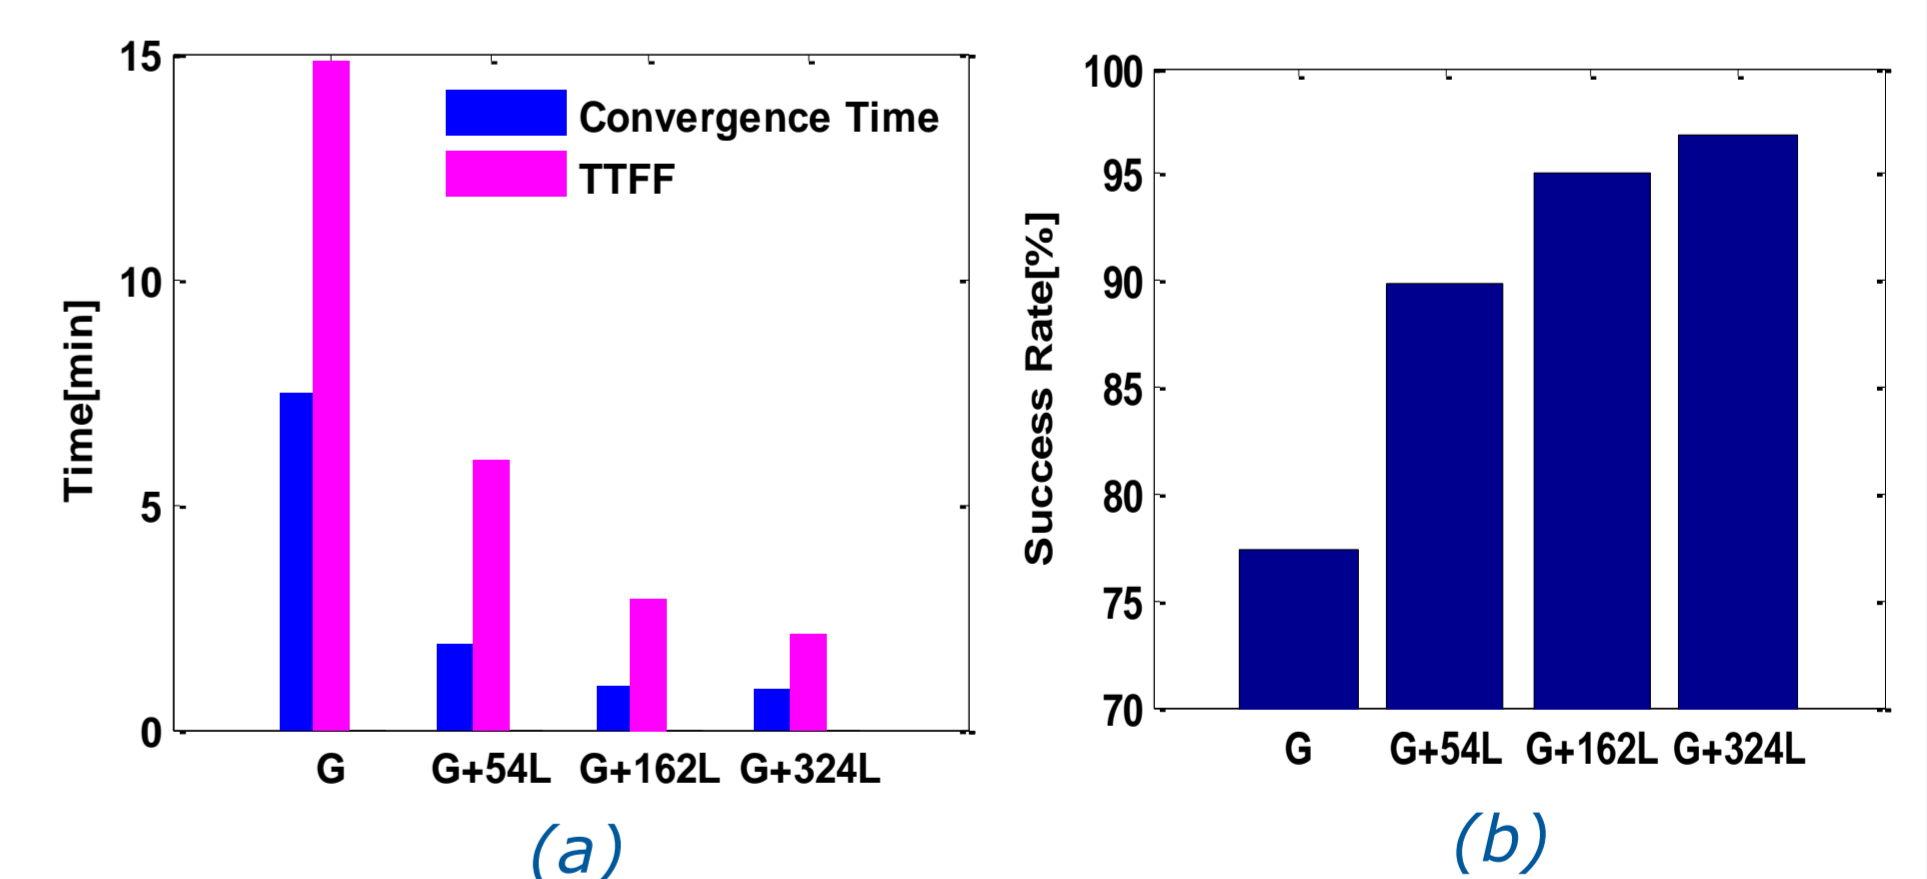 Time[min]
15
10
5
0
Convergence Time
TTFF
G G+54L G+162L G+324L
(a)
Success Rate[%]
100
95
90
85
80
75
70
G G+54L G+162L G+324L
(b)